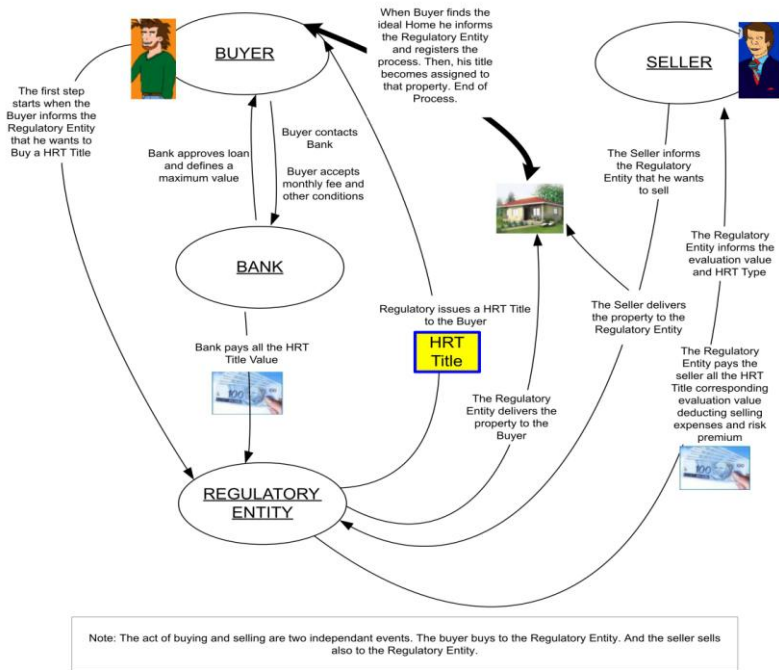 BUYER
When Buyer finds the
ideal Home he informs
the Regulatory Entity
and registers the
process. Then, his title
becomes assigned to
that property. End of
Process.
SELLER
The first step
starts when the
Buyer informs the
Regulatory Entity
that he wants to
Buy a HRT Title
Bank approves loan
and defines a
maximum value
Buyer contacts
Bank
Buyer accepts
monthly fee and
other conditions
The Seller informs
the Regulatory
Entity that he wants
to sell
The Regulatory
Entity informs the
evaluation value
and HRT Type
BANK
Regulatory issues a HRT Title
to the Buyer
The Seller delivers
the property to the
Regulatory Entity
Bank pays all the HRT
Title Value
HRT
Title
The Regulatory
Entity delivers the
property to the
Buyer
The Regulatory
Entity pays the
seller all the HRT
Title corresponding
evaluation value
deducting selling
expenses and risk
premium
100
100
REGULATORY
ENTITY
Note: The act of buying and selling are two independant events. The buyer buys to the Regulatory Entity. And the seller sells
also to the Regulatory Entity.